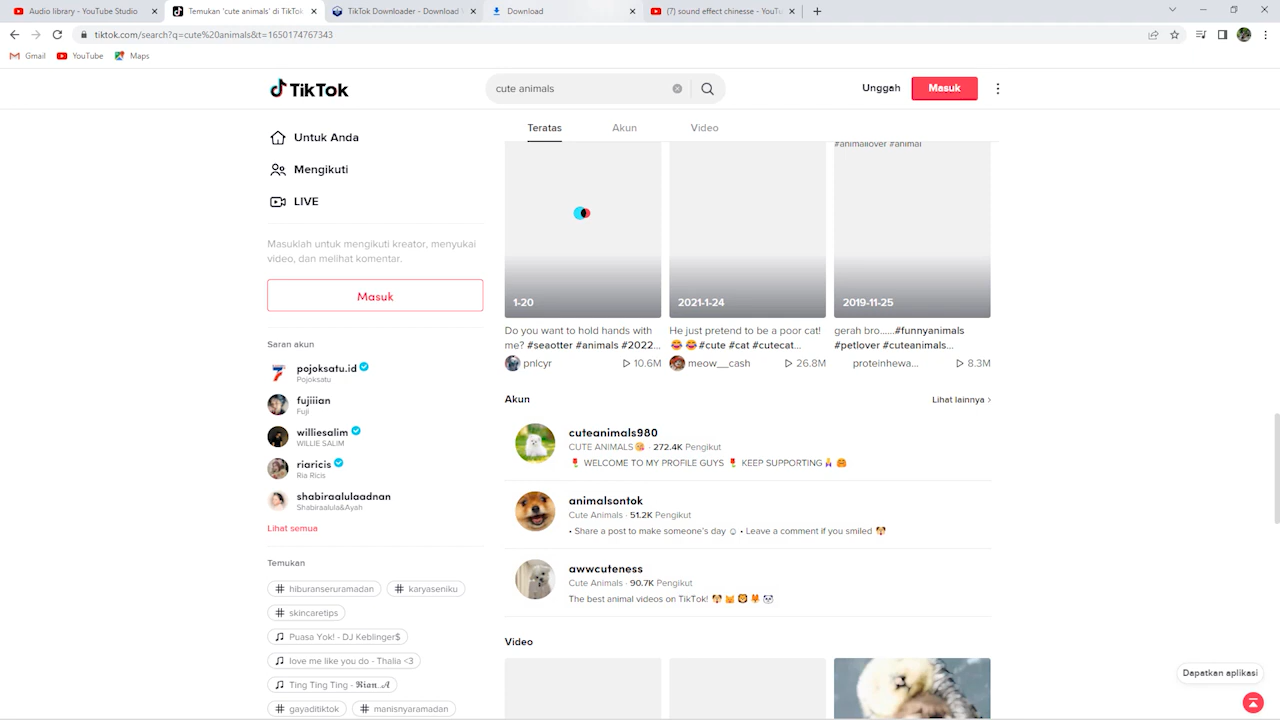 Audio library - YouTube Studio
Temukan 'cute animals' di TikTo
TikTok Downloader - Download
Download
(7) sound effect chinesse - YouTu
tiktok.com/search?q=cute%20animals&t=1650174767343
Gmail
YouTube
Maps
TikTok
cute animals
Unggah
Masuk
Teratas
Akun
Video
Untuk Anda
Mengikuti
LIVE
Masuklah untuk mengikuti kreator, menyukai
video, dan melihat komentar.
Masuk
Saran akun
pojoksatu.id
Pojoksatu
fujiiian
Fuji
williesalim
WILLIE SALIM
riaricis
Ria Ricis
shabiraalulaadnan
Shabiraalula&Ayah
Lihat semua
Temukan
# hiburanseruramadan
# karyaseniku
# skincaretips
Puasa Yok! - DJ Keblinger$
love me like you do - Thalia <3
Ting Ting Ting - 𝕽𝖎𝖆𝖓..𝓐
# gayaditiktok
# manisnyaramadan
#animallover #animal
1-20
2021-1-24
2019-11-25
Do you want to hold hands with
me? #seaotter #animals #2022...
pnlcyr
10.6M
He just pretend to be a poor cat!
😂😂#cute #cat #cutecat...
meow__cash
26.8M
gerah bro......#funnyanimals
#petlover #cuteanimals...
proteinhewa...
8.3M
Akun
Lihat lainnya >
cuteanimals980
CUTE ANIMALS · 272.4K Pengikut
🌷 WELCOME TO MY PROFILE GUYS 🌷 KEEP SUPPORTING
animalsontok
Cute Animals · 51.2K Pengikut
• Share a post to make someone's day ☺ • Leave a comment if you smiled 🐶
awwcuteness
Cute Animals · 90.7K Pengikut
The best animal videos on TikTok! 🐶🐱🦁🦊🐼
Video
Dapatkan aplikasi